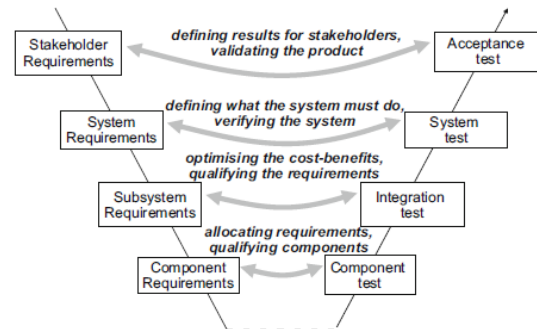 defining results for stakeholders,
validating the product
Stakeholder
Requirements
Acceptance
test
defining what the system must do,
verifying the system
System
Requirements
System
test
optimising the cost-benefits,
qualifying the requirements
Subsystem
Requirements
Integration
test
allocating requirements,
qualifying components
Component
Requirements
Component
test